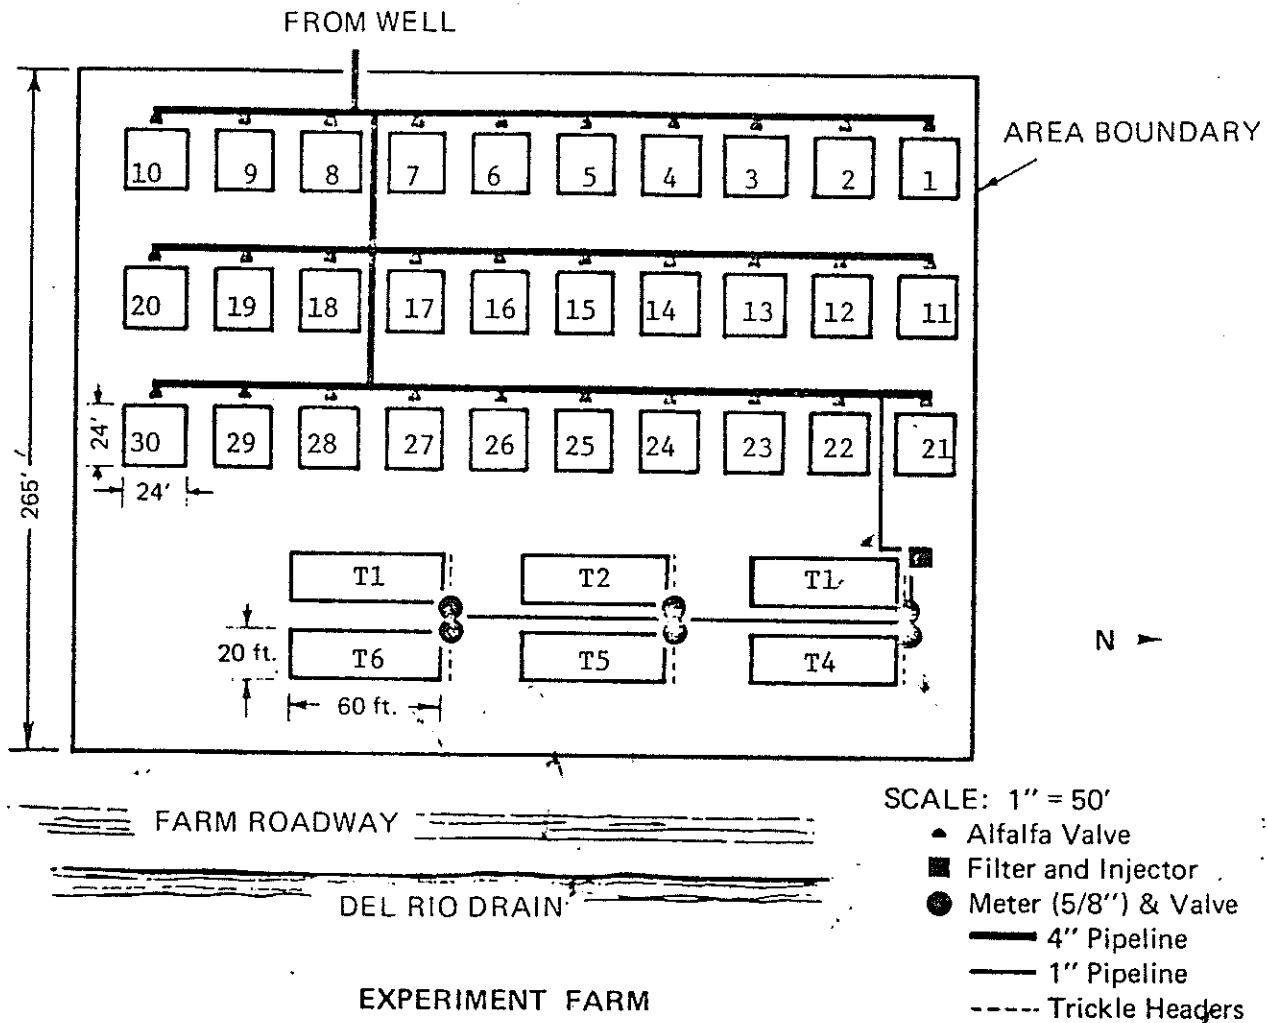 FROM WELL
AREA BOUNDARY
10 9 8 7 6 5 4 3 2 1
20 19 18 17 16 15 14 13 12 11
30 29 28 27 26 25 24 23 22 21
24'
24'
265'
T1 T2 T1
T6 T5 T4
20 ft.
60 ft.
N
FARM ROADWAY
DEL RIO DRAIN
SCALE: 1" = 50'
Alfalfa Valve
Filter and Injector
Meter (5/8") & Valve
4" Pipeline
1" Pipeline
Trickle Headers
EXPERIMENT FARM